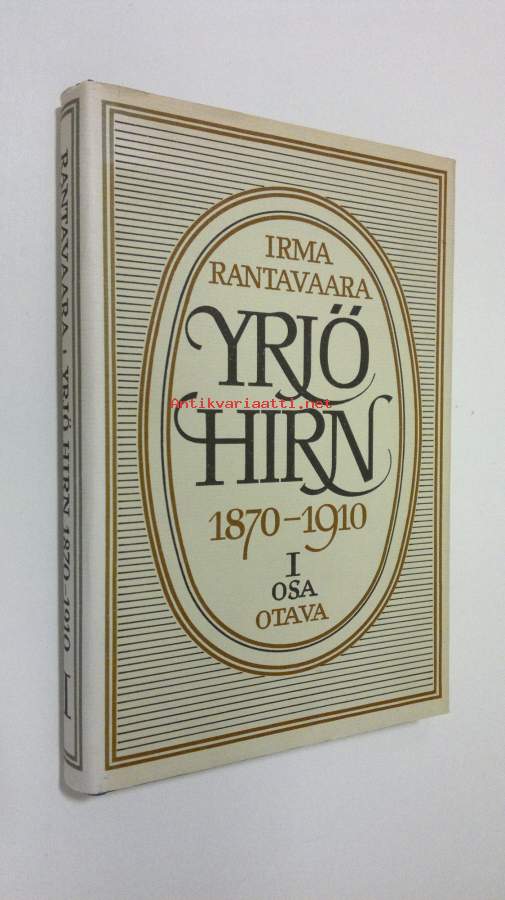 IRMA
RANTAVAARA
YRJÖ
HIRN
1870-1910
I
OSA
OTAVA
RANTAVAARA : YRJÖ HIRN 1870-1910 I
Antikvariaatti.net